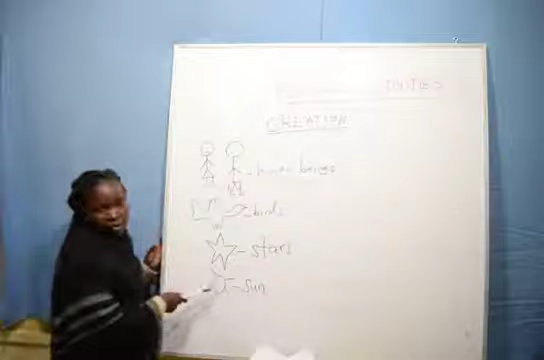 CREATION
- human beings
- birds
- stars
- sun